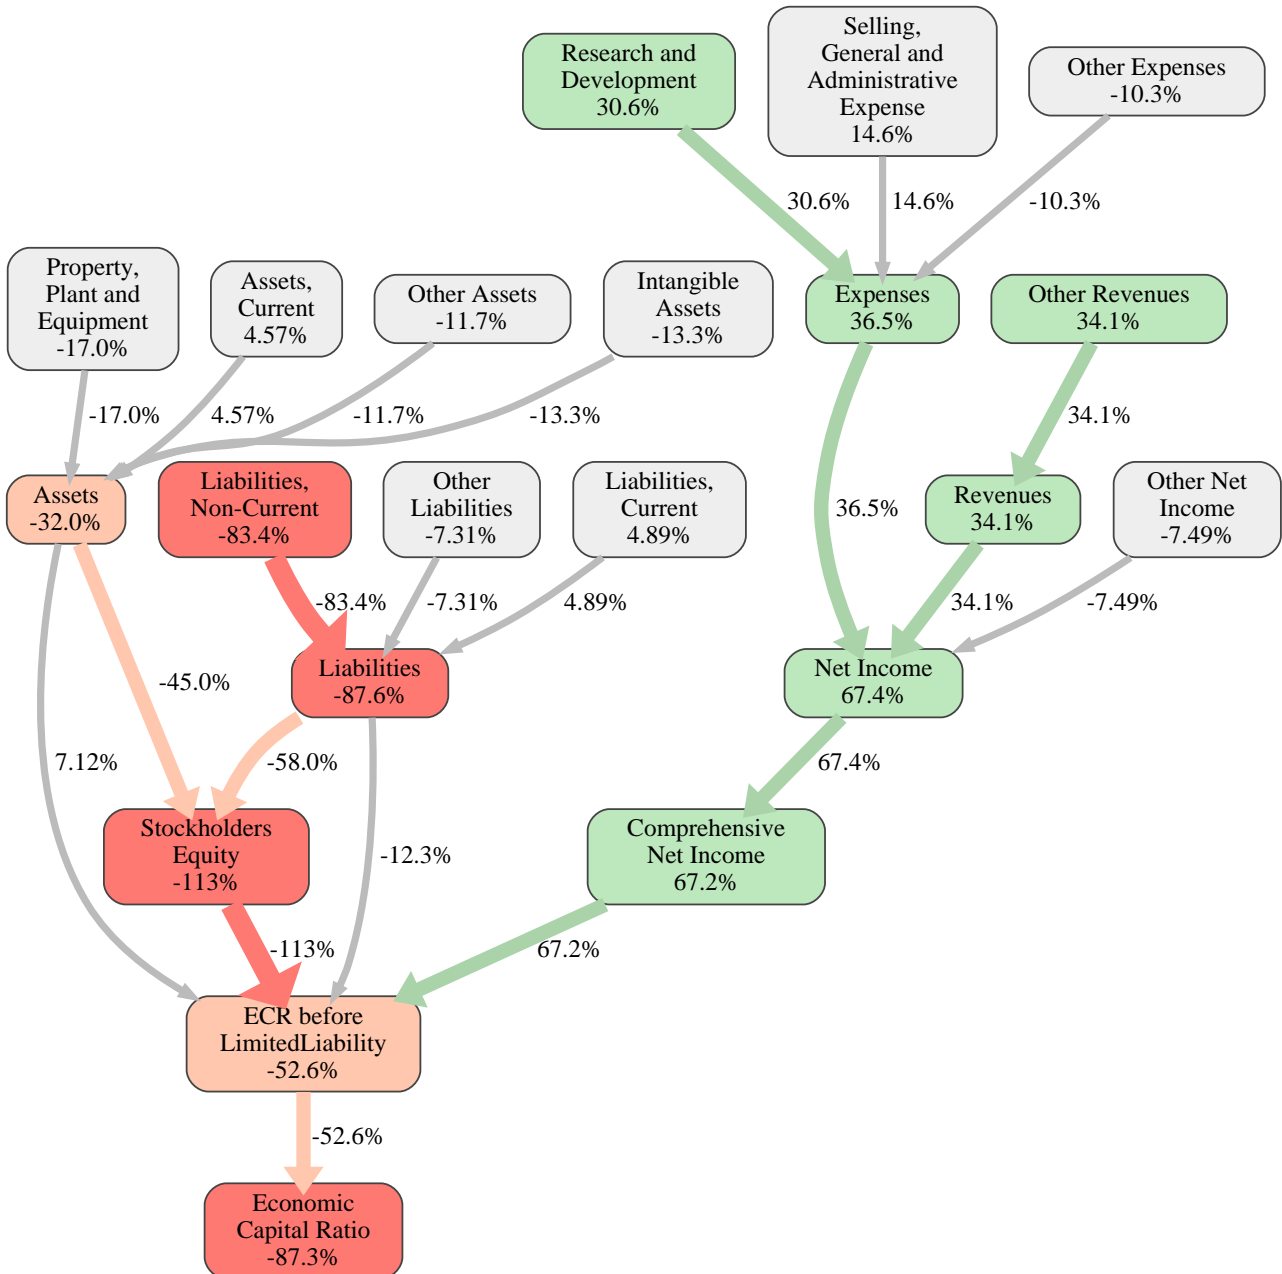 Research and
Development
30.6%
Selling,
General and
Administrative
Expense
14.6%
Other Expenses
-10.3%
30.6%
14.6%
-10.3%
Property,
Plant and
Equipment
-17.0%
Assets,
Current
4.57%
Other Assets
-11.7%
Intangible
Assets
-13.3%
Expenses
36.5%
Other Revenues
34.1%
-17.0%
4.57%
-11.7%
-13.3%
34.1%
Assets
-32.0%
Liabilities,
Non-Current
-83.4%
Other
Liabilities
-7.31%
Liabilities,
Current
4.89%
36.5%
Revenues
34.1%
Other Net
Income
-7.49%
-83.4%
-7.31%
4.89%
34.1%
-7.49%
Liabilities
-87.6%
Net Income
67.4%
-45.0%
7.12%
-58.0%
67.4%
Stockholders
Equity
-113%
-12.3%
Comprehensive
Net Income
67.2%
-113%
67.2%
ECR before
LimitedLiability
-52.6%
-52.6%
Economic
Capital Ratio
-87.3%